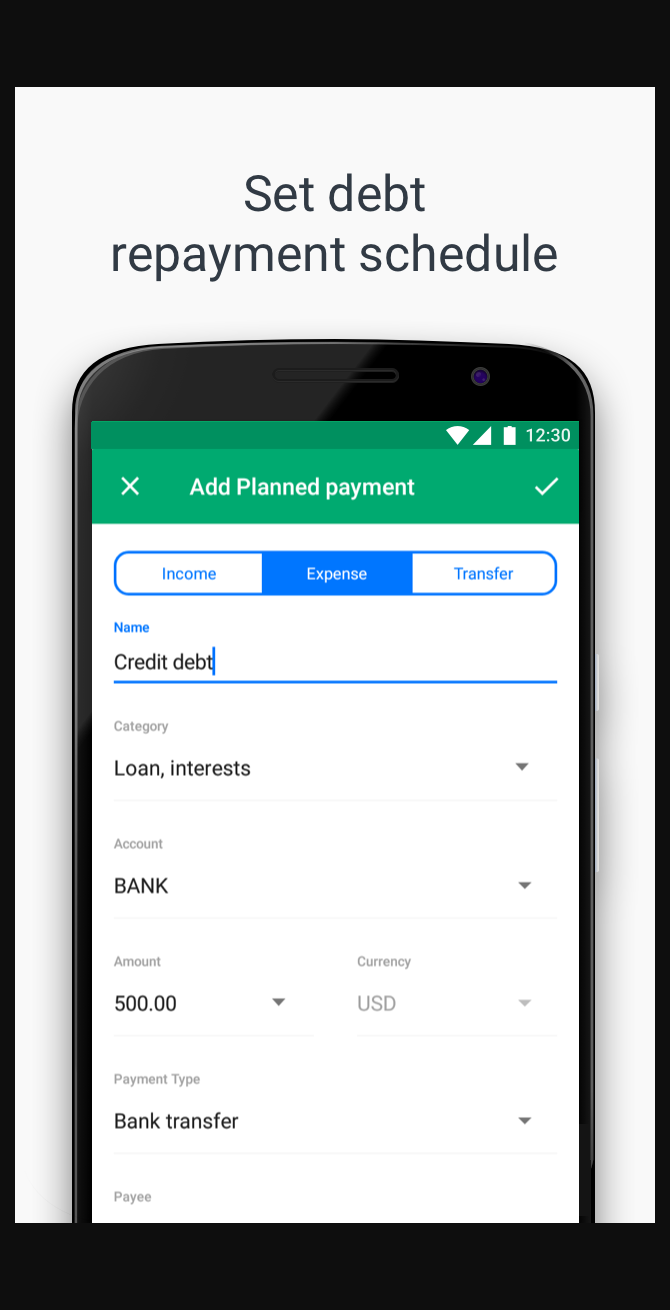 Set debt
repayment schedule
12:30
Add Planned payment
Income Expense Transfer
Name
Credit debt
Category
Loan, interests
Account
BANK
Amount Currency
500.00 USD
Payment Type
Bank transfer
Payee